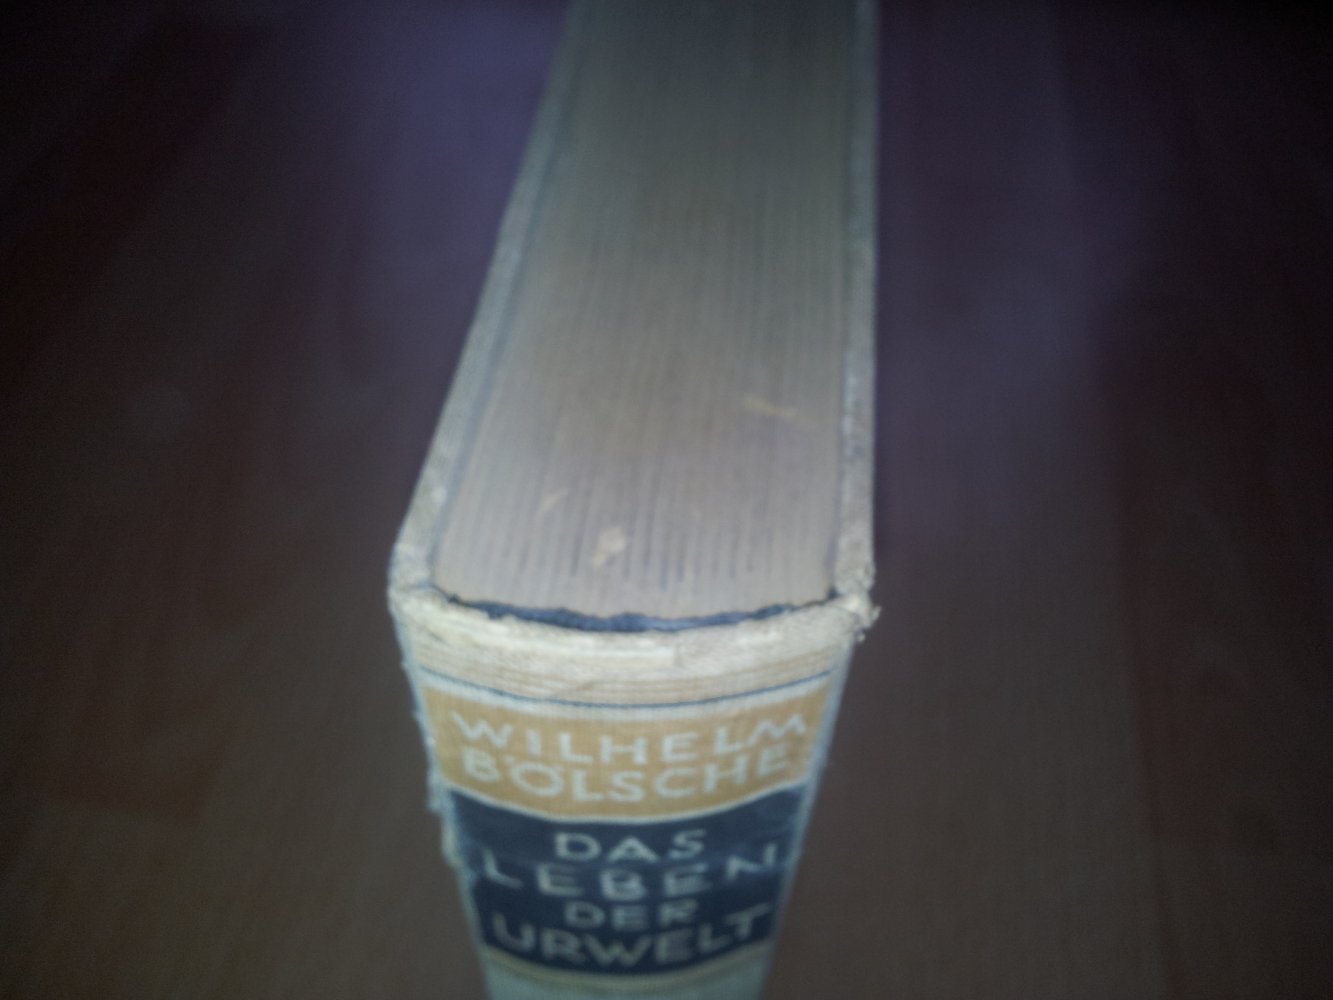 WILHELM
BÖLSCHE
DAS
LEBEN
DER
URWELT